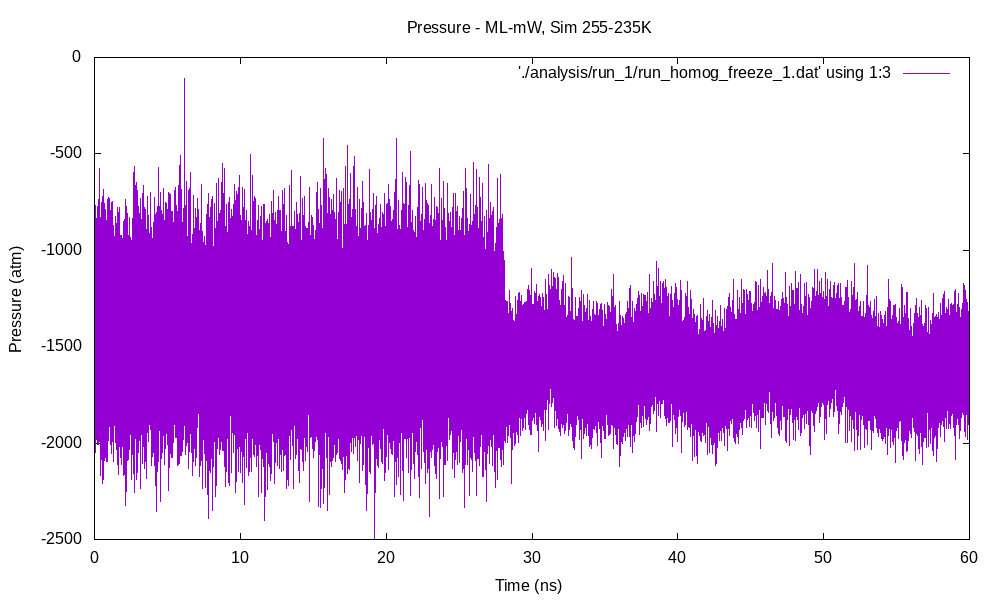 Pressure - ML-mW, Sim 255-235K
'./analysis/run_1/run_homog_freeze_1.dat' using 1:3
0
-500
-1000
-1500
-2000
-2500
Pressure (atm)
0 10 20 30 40 50 60
Time (ns)